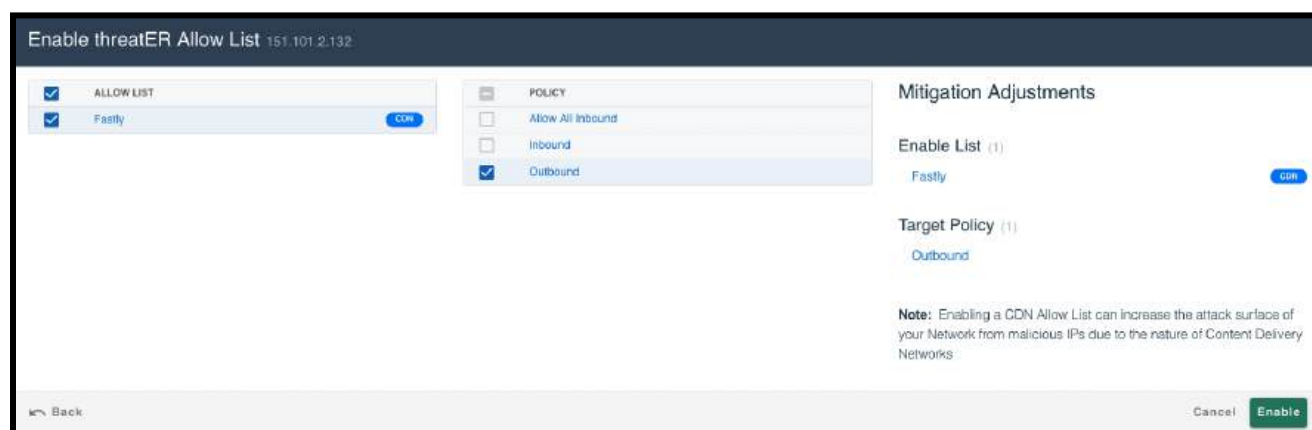 Enable threatER Allow List 151.101.2.132
ALLOW LIST
Fastly CDN
POLICY
Allow All Inbound
Inbound
Outbound
Mitigation Adjustments
Enable List (1)
Fastly CDN
Target Policy (1)
Outbound
Note: Enabling a CDN Allow List can increase the attack surface of
your Network from malicious IPs due to the nature of Content Delivery
Networks
Back
Cancel Enable